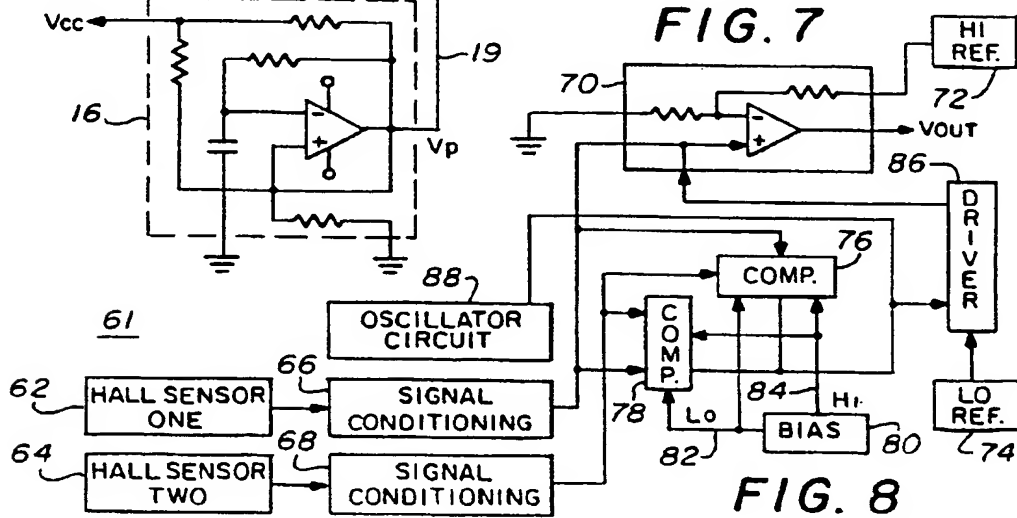 FIG. 7
HI
REF.
72
Vcc
19
16
-
+
Vp
70
-
+
VOUT
86
DRIVER
76
COMP.
88
OSCILLATOR
CIRCUIT
61
COMP.
78
84
62
HALL SENSOR
ONE
66
SIGNAL
CONDITIONING
Lo
82
Hi
BIAS
80
LO
REF.
74
64
HALL SENSOR
TWO
68
SIGNAL
CONDITIONING
FIG. 8